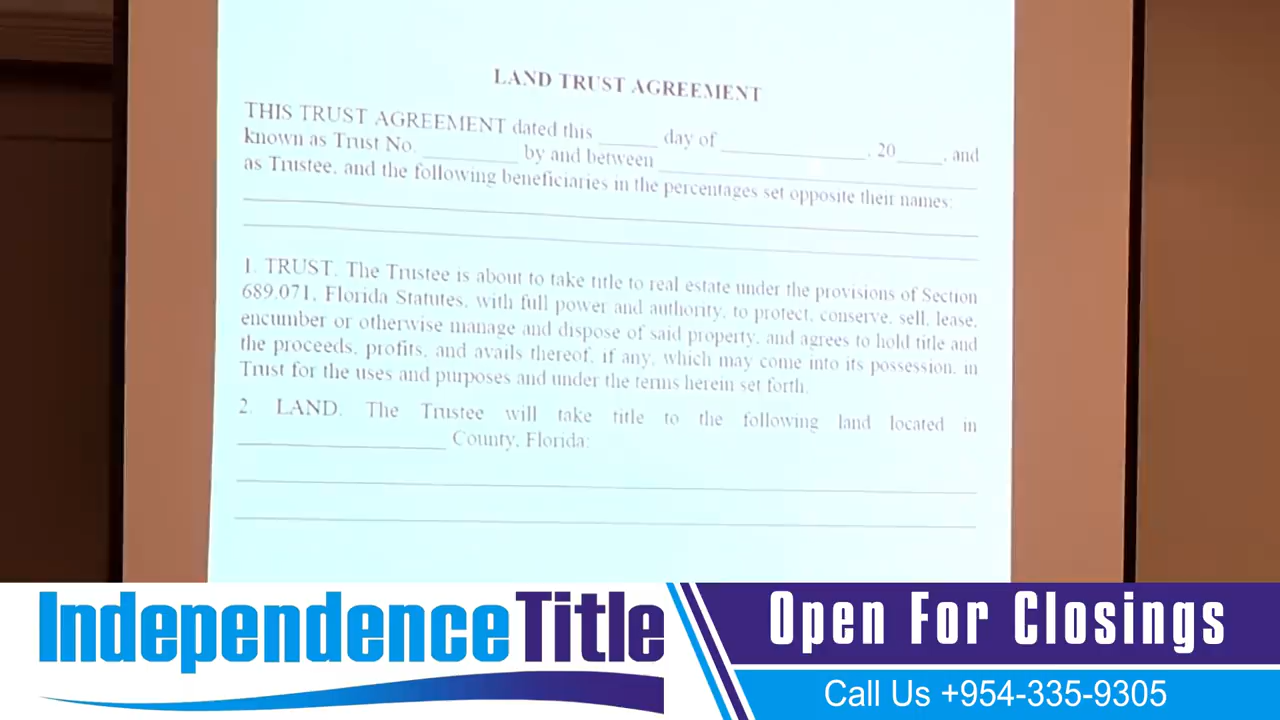 LAND TRUST AGREEMENT
THIS TRUST AGREEMENT dated this ______ day of ______________, 20_____, and
known as Trust No. __________ by and between ______________________________
as Trustee, and the following beneficiaries in the percentages set opposite their names:
1. TRUST. The Trustee is about to take title to real estate under the provisions of Section
689.071, Florida Statutes, with full power and authority, to protect, conserve, sell, lease,
encumber or otherwise manage and dispose of said property, and agrees to hold title and
the proceeds, profits, and avails thereof, if any, which may come into its possession, in
Trust for the uses and purposes and under the terms herein set forth.
2. LAND. The Trustee will take title to the following land located in
____________________ County, Florida:
IndependenceTitle
Open For Closings
Call Us +954-335-9305